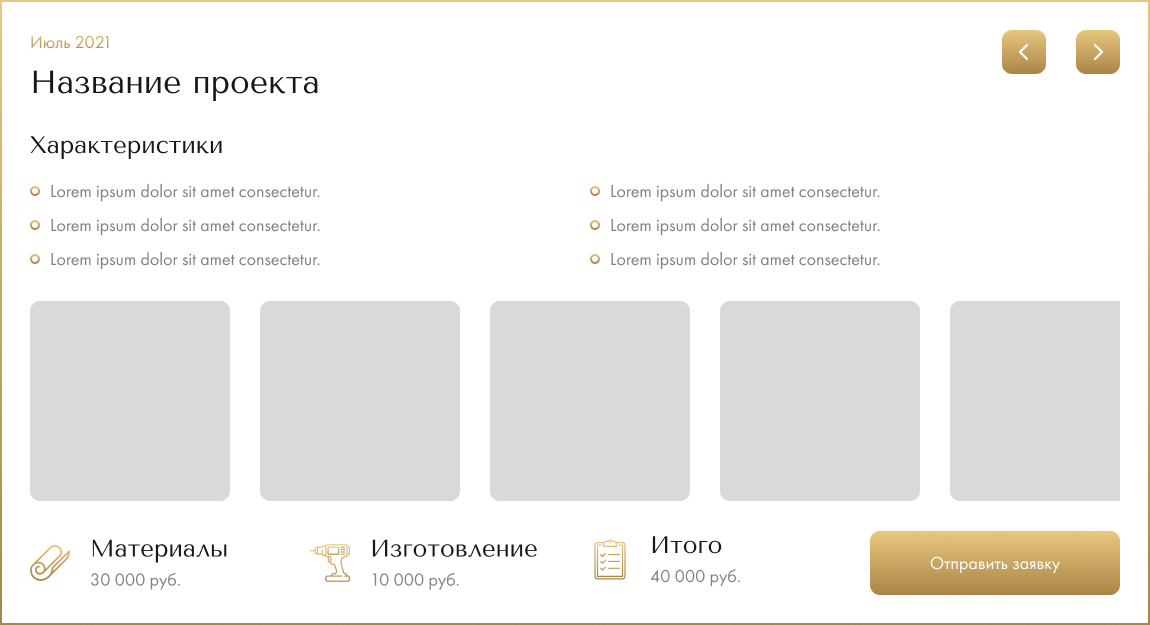 Июль 2021
Название проекта
Характеристики
Lorem ipsum dolor sit amet consectetur.
Lorem ipsum dolor sit amet consectetur.
Lorem ipsum dolor sit amet consectetur.
Lorem ipsum dolor sit amet consectetur.
Lorem ipsum dolor sit amet consectetur.
Lorem ipsum dolor sit amet consectetur.
Материалы
30 000 руб.
Изготовление
10 000 руб.
Итого
40 000 руб.
Отправить заявку